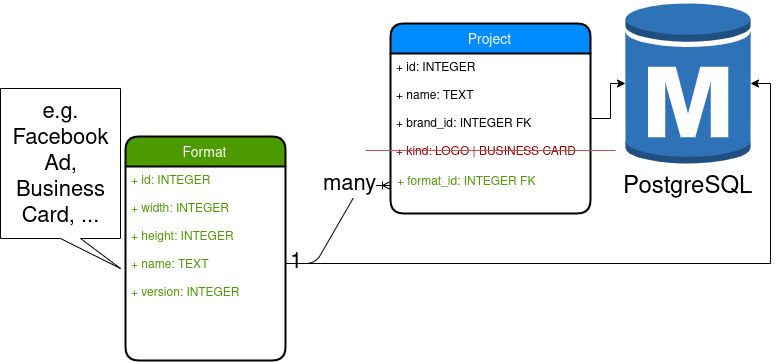 Project
+ id: INTEGER
+ name: TEXT
+ brand_id: INTEGER FK
+ kind: LOGO | BUSINESS CARD
+ format_id: INTEGER FK
M
PostgreSQL
e.g.
Facebook
Ad,
Business
Card, ...
Format
+ id: INTEGER
+ width: INTEGER
+ height: INTEGER
+ name: TEXT
+ version: INTEGER
many
1